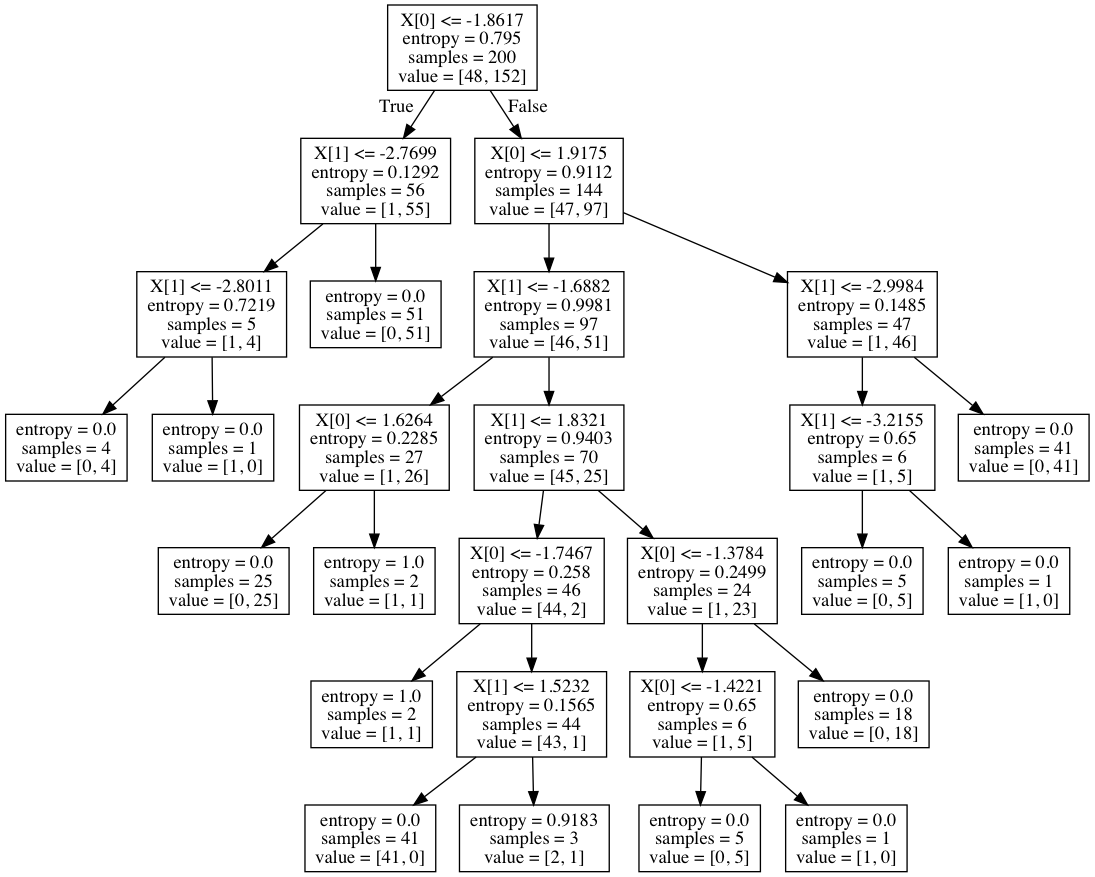 X[0] <= -1.8617
entropy = 0.795
samples = 200
value = [48, 152]
True
False
X[1] <= -2.7699
entropy = 0.1292
samples = 56
value = [1, 55]
X[0] <= 1.9175
entropy = 0.9112
samples = 144
value = [47, 97]
X[1] <= -2.8011
entropy = 0.7219
samples = 5
value = [1, 4]
entropy = 0.0
samples = 51
value = [0, 51]
X[1] <= -1.6882
entropy = 0.9981
samples = 97
value = [46, 51]
X[1] <= -2.9984
entropy = 0.1485
samples = 47
value = [1, 46]
entropy = 0.0
samples = 4
value = [0, 4]
entropy = 0.0
samples = 1
value = [1, 0]
X[0] <= 1.6264
entropy = 0.2285
samples = 27
value = [1, 26]
X[1] <= 1.8321
entropy = 0.9403
samples = 70
value = [45, 25]
X[1] <= -3.2155
entropy = 0.65
samples = 6
value = [1, 5]
entropy = 0.0
samples = 41
value = [0, 41]
entropy = 0.0
samples = 25
value = [0, 25]
entropy = 1.0
samples = 2
value = [1, 1]
X[0] <= -1.7467
entropy = 0.258
samples = 46
value = [44, 2]
X[0] <= -1.3784
entropy = 0.2499
samples = 24
value = [1, 23]
entropy = 0.0
samples = 5
value = [0, 5]
entropy = 0.0
samples = 1
value = [1, 0]
entropy = 1.0
samples = 2
value = [1, 1]
X[1] <= 1.5232
entropy = 0.1565
samples = 44
value = [43, 1]
X[0] <= -1.4221
entropy = 0.65
samples = 6
value = [1, 5]
entropy = 0.0
samples = 18
value = [0, 18]
entropy = 0.0
samples = 41
value = [41, 0]
entropy = 0.9183
samples = 3
value = [2, 1]
entropy = 0.0
samples = 5
value = [0, 5]
entropy = 0.0
samples = 1
value = [1, 0]